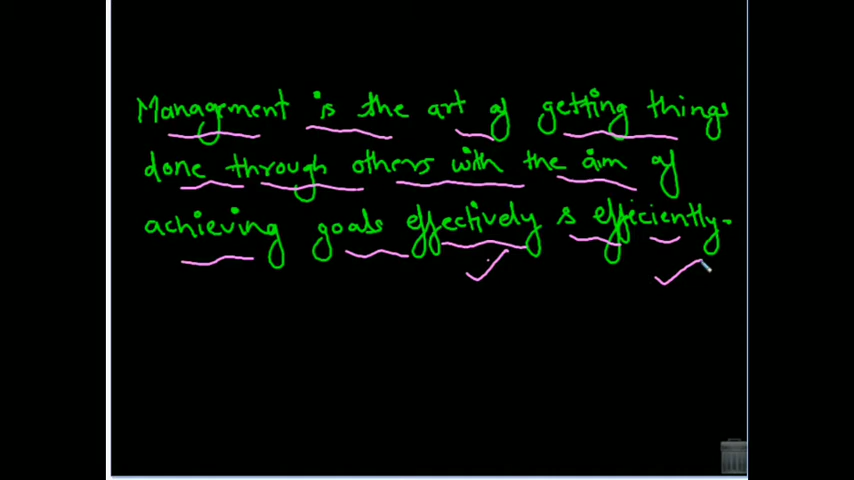 Management is the art of getting things
done through others with the aim of
achieving goals effectively & efficiently.